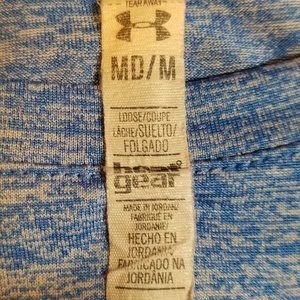 TEAR AWAY
MD/M
LOOSE/COUPE
LÂCHE/SUELTO/
FOLGADO
heat
gear
MADE IN JORDAN/
FABRIQUÉ EN
JORDANIE/
HECHO EN
JORDANIA/
FABRICADO NA
JORDÂNIA